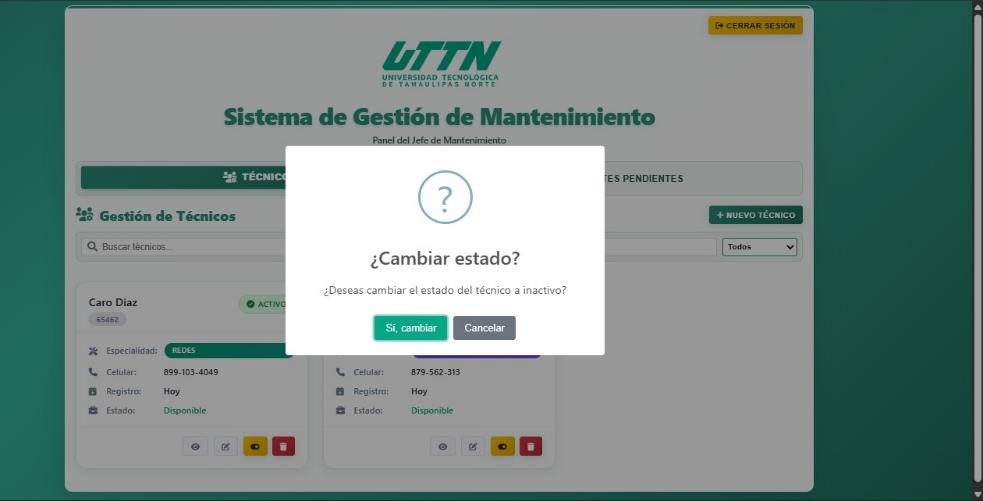 CERRAR SESIÓN
UTTN
UNIVERSIDAD TECNOLÓGICA
DE TAMAULIPAS NORTE
Sistema de Gestión de Mantenimiento
Panel del Jefe de Mantenimiento
TÉCNICO
TES PENDIENTES
Gestión de Técnicos
+ NUEVO TÉCNICO
Buscar técnicos...
Todos
?
¿Cambiar estado?
¿Deseas cambiar el estado del técnico a inactivo?
Sí, cambiar
Cancelar
Caro Diaz
ACTIVO
65462
Especialidad:
REDES
Celular:
899-103-4049
Registro:
Hoy
Estado:
Disponible
Celular:
879-562-313
Registro:
Hoy
Estado:
Disponible